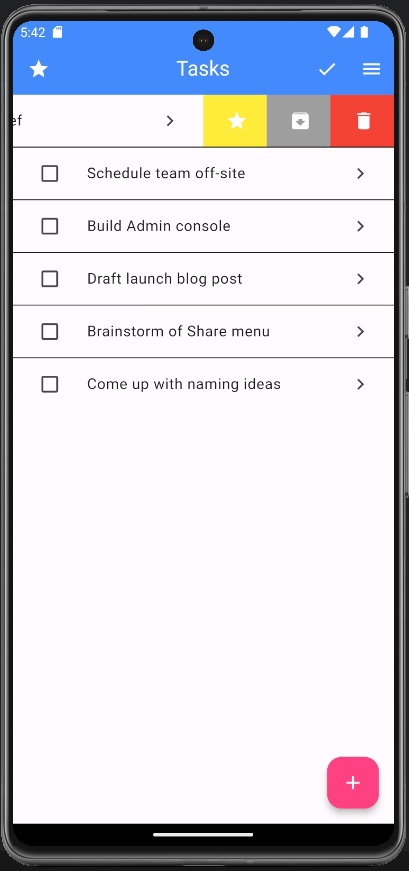 5:42
Tasks
ef
Schedule team off-site
Build Admin console
Draft launch blog post
Brainstorm of Share menu
Come up with naming ideas